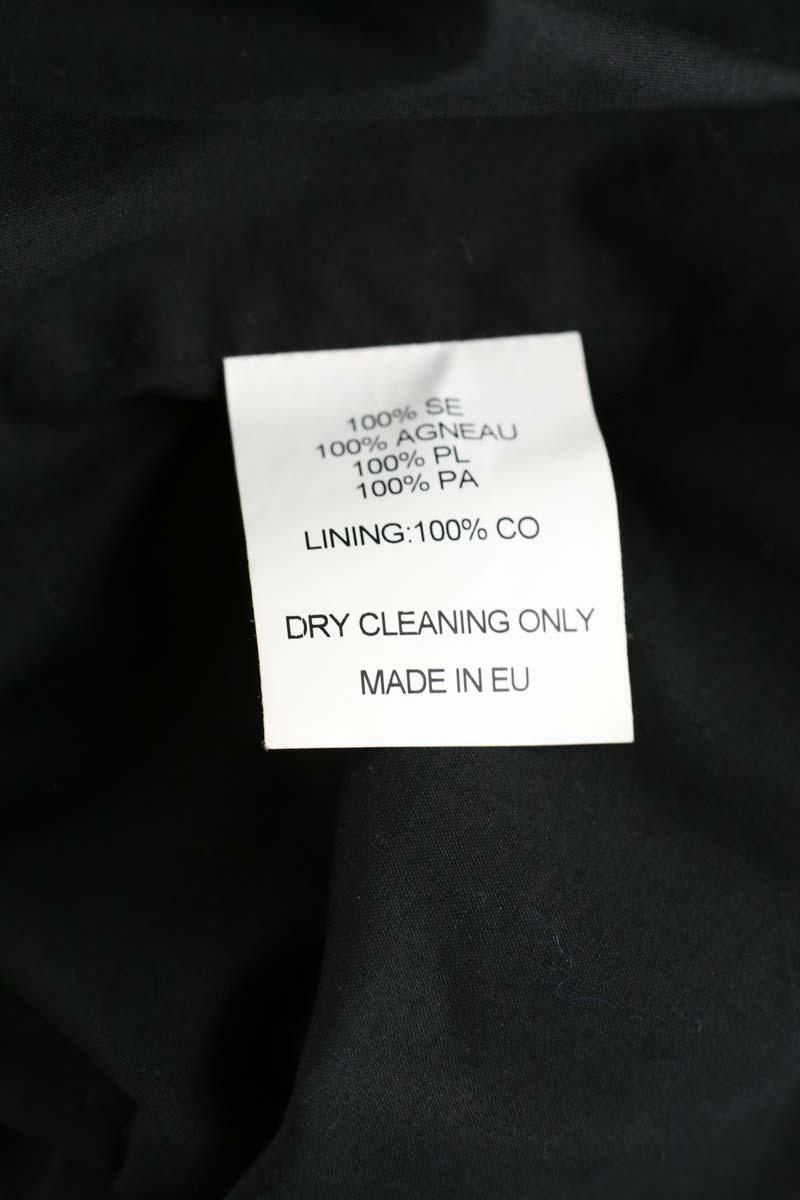 100% SE
100% AGNEAU
100% PL
100% PA
LINING:100% CO
DRY CLEANING ONLY
MADE IN EU